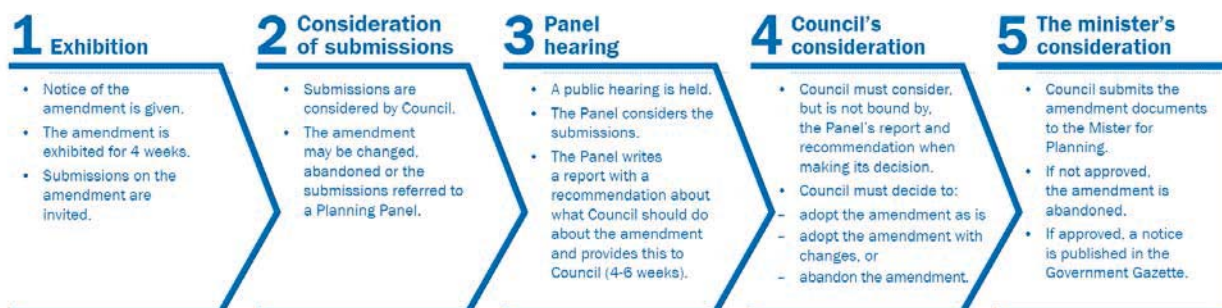 1 Exhibition
• Notice of the
amendment is given.
• The amendment is
exhibited for 4 weeks.
• Submissions on the
amendment are
invited.
2 Consideration
of submissions
• Submissions are
considered by Council.
• The amendment
may be changed,
abandoned or the
submissions referred to
a Planning Panel.
3 Panel
hearing
• A public hearing is held.
• The Panel considers the
submissions.
• The Panel writes
a report with a
recommendation about
what Council should do
about the amendment
and provides this to
Council (4-6 weeks).
4 Council's
consideration
• Council must consider,
but is not bound by,
the Panel's report and
recommendation when
making its decision.
• Council must decide to:
– adopt the amendment as is
– adopt the amendment with
changes, or
– abandon the amendment.
5 The minister's
consideration
• Council submits the
amendment documents
to the Mister for
Planning.
• If not approved,
the amendment is
abandoned.
• If approved, a notice
is published in the
Government Gazette.